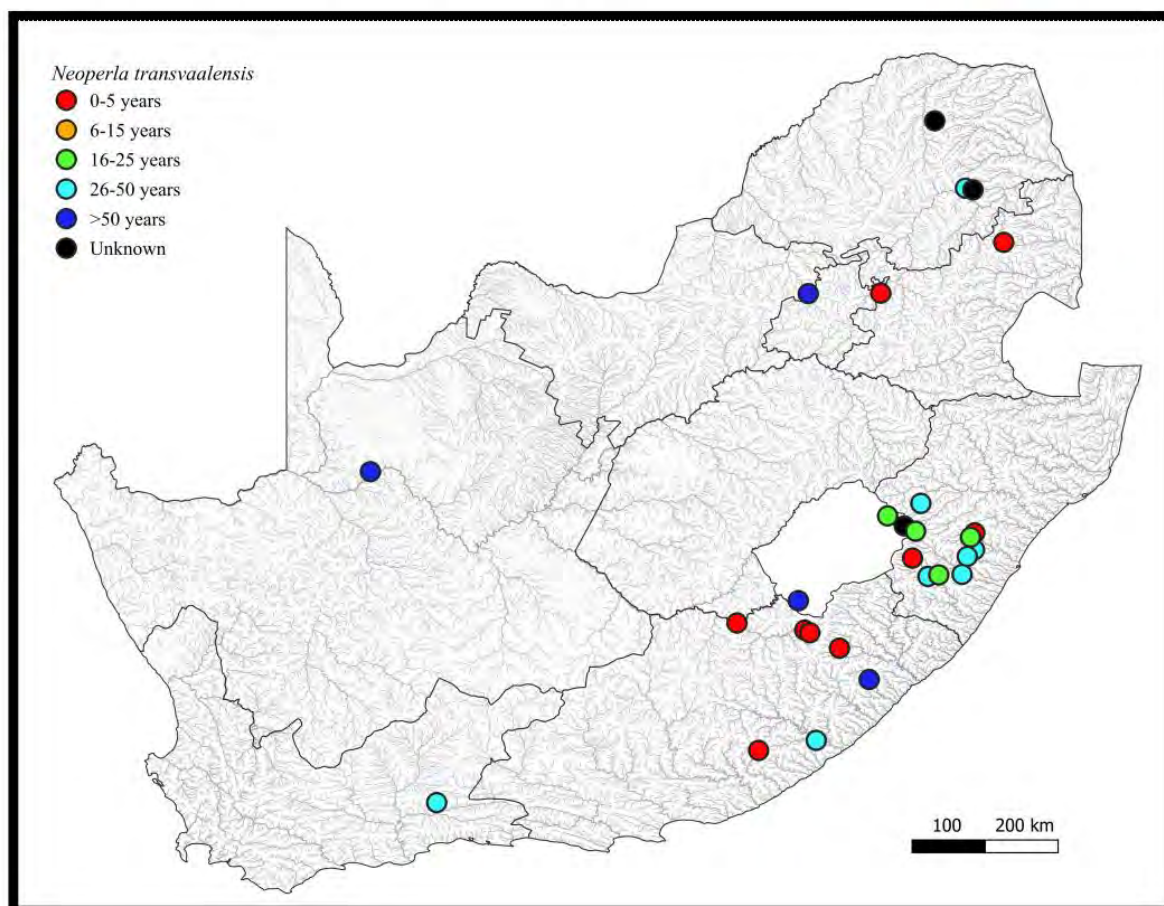 Neoperla transvaalensis
0-5 years
6-15 years
16-25 years
26-50 years
>50 years
Unknown
100 200 km